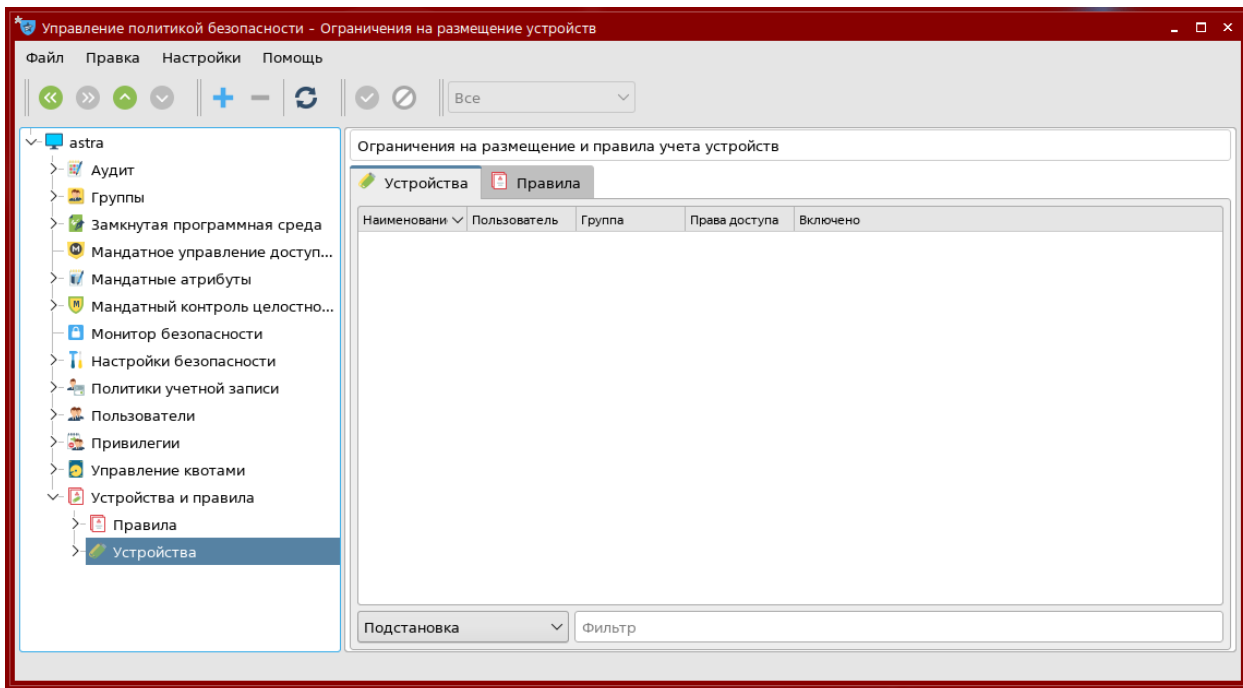 Управление политикой безопасности – Ограничения на размещение устройств
Файл Правка Настройки Помощь
Все
astra
Аудит
Группы
Замкнутая программная среда
Мандатное управление доступ...
Мандатные атрибуты
Мандатный контроль целостно...
Монитор безопасности
Настройки безопасности
Политики учетной записи
Пользователи
Привилегии
Управление квотами
Устройства и правила
Правила
Устройства
Ограничения на размещение и правила учета устройств
Устройства Правила
Наименовани Пользователь Группа Права доступа Включено
Подстановка Фильтр